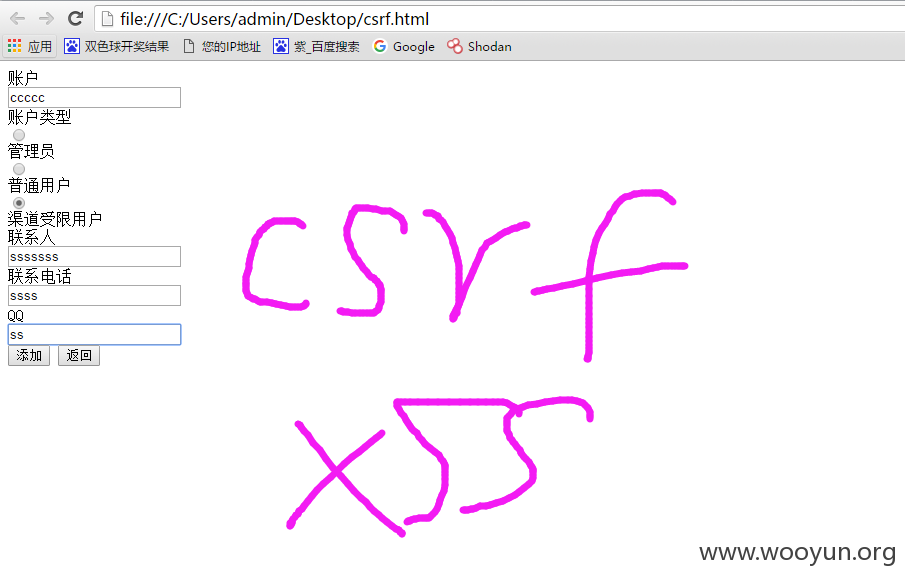 file:///C:/Users/admin/Desktop/csrf.html
应用 双色球开奖结果 您的IP地址 紫_百度搜索 Google Shodan
账户
ccccc
账户类型
管理员
普通用户
渠道受限用户
联系人
sssssss
联系电话
ssss
QQ
ss
添加 返回
csrf
xss
www.wooyun.org